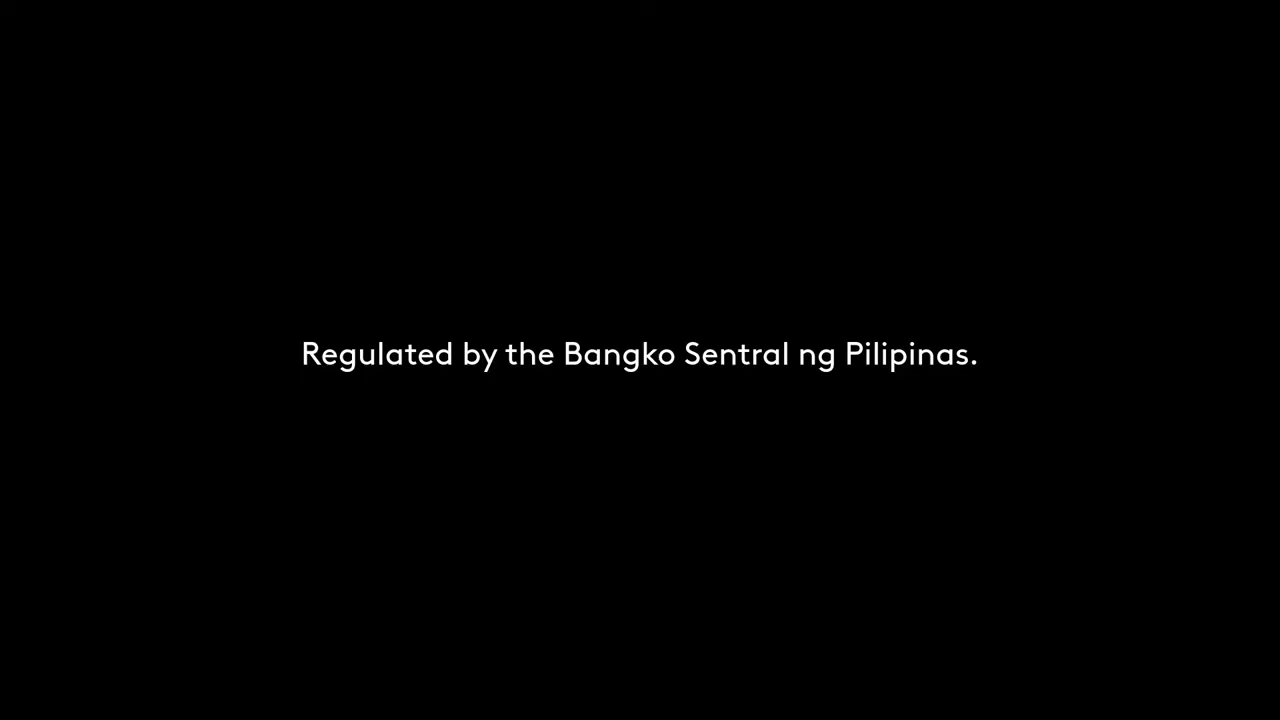 Regulated by the Bangko Sentral ng Pilipinas.